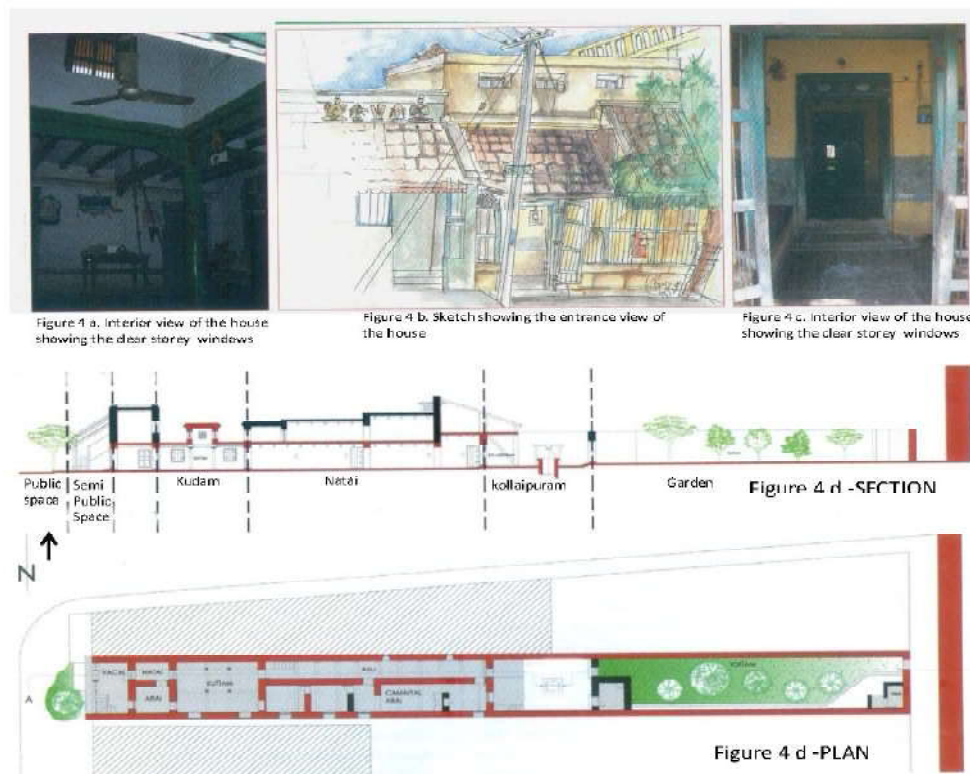 Figure 4 a. Interior view of the house
showing the clear storey windows
Figure 4 b. Sketch showing the entrance view of
the house
Figure 4 c. Interior view of the house
showing the clear storey windows
Public
space
Semi
Public
Space
Kudam
Natai
kollaipuram
Garden
Figure 4 d -SECTION
N
A
ARAI
KUTAM
Figure 4 d -PLAN